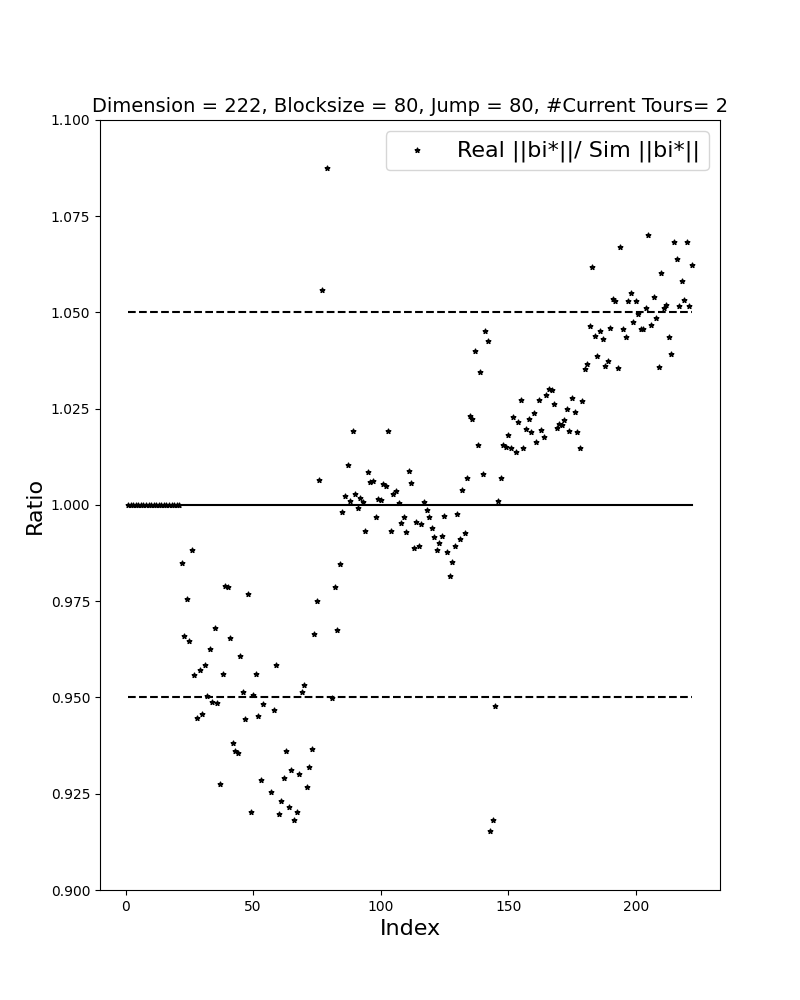 Dimension = 222, Blocksize = 80, Jump = 80, #Current Tours= 2
Real ||bi*||/ Sim ||bi*||
1.100
1.075
1.050
1.025
1.000
0.975
0.950
0.925
0.900
Ratio
0 50 100 150 200
Index